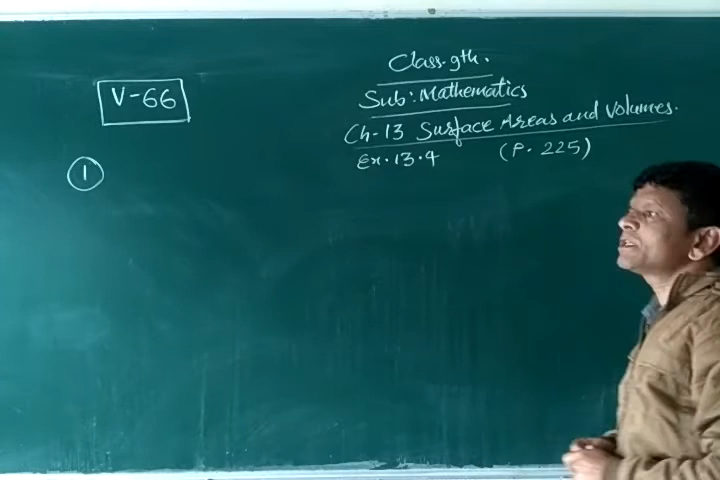 Class-9th.
V-66
Sub: Mathematics
Ch-13 Surface Areas and Volumes.
Ex. 13.4 (P. 225)
1